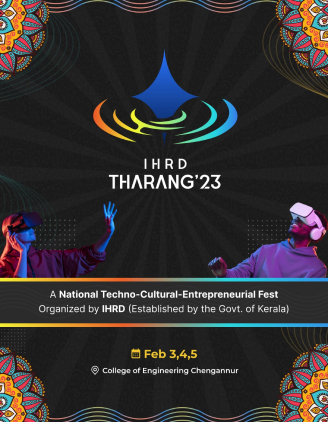 IHRD
THARANG'23
A National Techno-Cultural-Entrepreneurial Fest
Organized by IHRD (Established by the Govt. of Kerala)
Feb 3,4,5
College of Engineering Chengannur